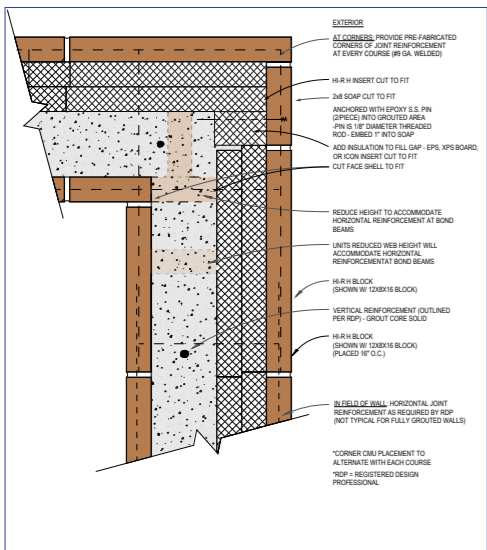 EXTERIOR
AT CORNERS: PROVIDE PRE-FABRICATED
CORNERS OF JOINT REINFORCEMENT
AT EVERY COURSE (#9 GA. WELDED)
HI-R H INSERT CUT TO FIT
2x8 SOAP CUT TO FIT
ANCHORED WITH EPOXY S.S. PIN
(2/PIECE) INTO GROUTED AREA
-PIN IS 1/8" DIAMETER THREADED
ROD - EMBED 1" INTO SOAP
ADD INSULATION TO FILL GAP - EPS, XPS BOARD,
OR ICON INSERT CUT TO FIT
CUT FACE SHELL TO FIT
REDUCE HEIGHT TO ACCOMMODATE
HORIZONTAL REINFORCEMENT AT BOND
BEAMS
UNITS REDUCED WEB HEIGHT WILL
ACCOMMODATE HORIZONTAL
REINFORCEMENTAT BOND BEAMS
HI-R H BLOCK
(SHOWN W/ 12X8X16 BLOCK)
VERTICAL REINFORCEMENT (OUTLINED
PER RDP) - GROUT CORE SOLID
HI-R H BLOCK
(SHOWN W/ 12X8X16 BLOCK)
(PLACED 16" O.C.)
IN FIELD OF WALL: HORIZONTAL JOINT
REINFORCEMENT AS REQUIRED BY RDP
(NOT TYPICAL FOR FULLY GROUTED WALLS)
*CORNER CMU PLACEMENT TO
ALTERNATE WITH EACH COURSE
*RDP = REGISTERED DESIGN
PROFESSIONAL